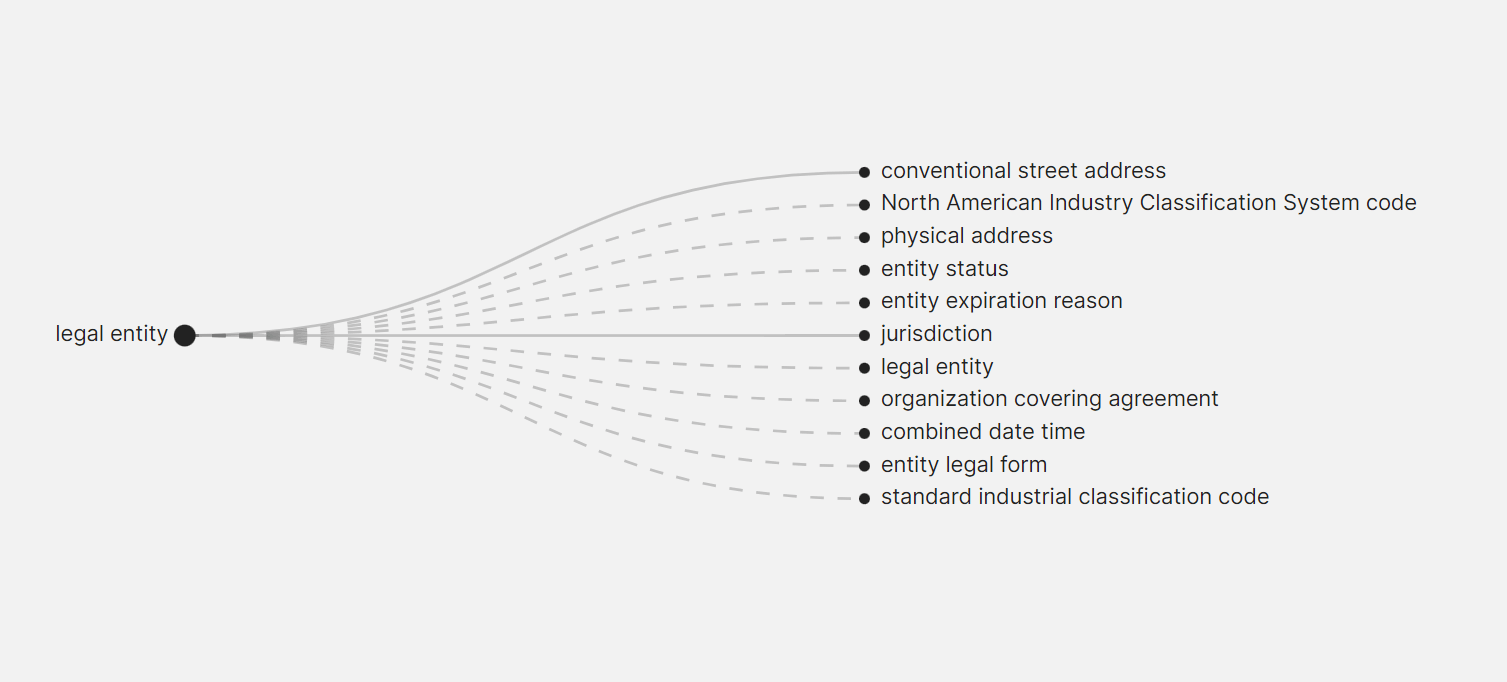 conventional street address
North American Industry Classification System code
physical address
entity status
entity expiration reason
legal entity
jurisdiction
legal entity
organization covering agreement
combined date time
entity legal form
standard industrial classification code